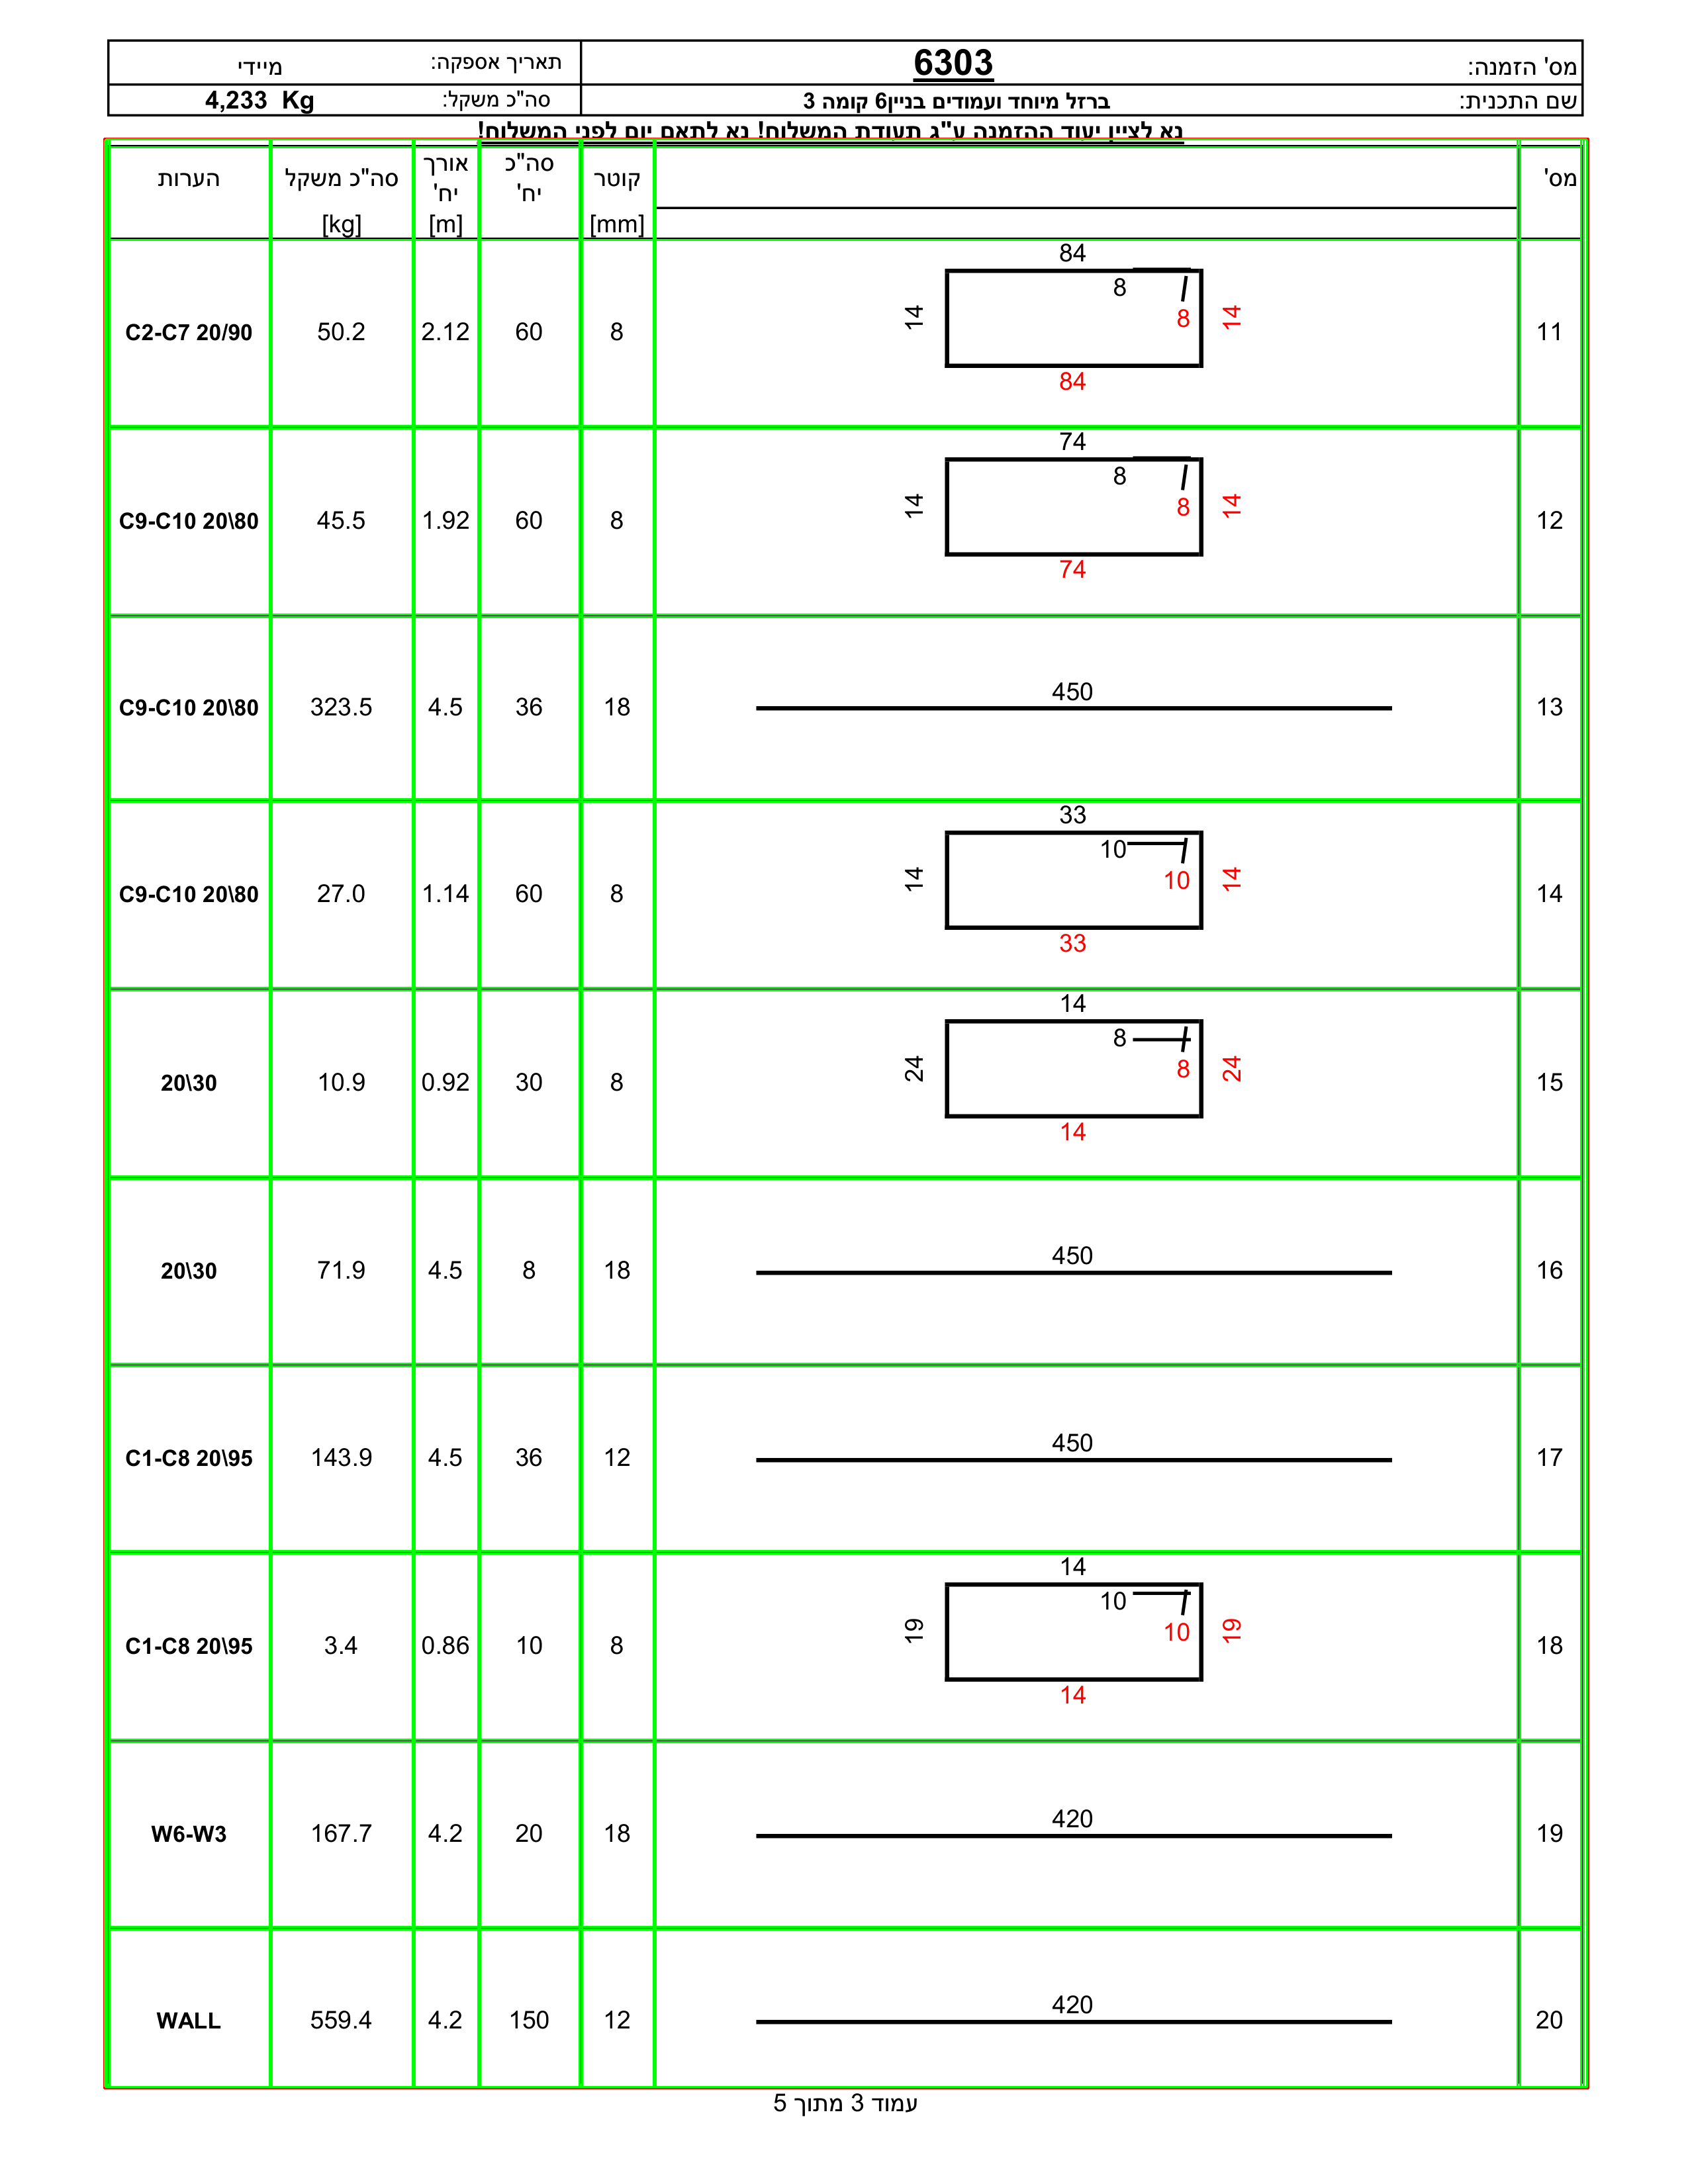 מס' הזמנה: 6303 תאריך אספקה: מיידי
שם התכנית: ברזל מיוחד ועמודים בניין6 קומה 3 סה"כ משקל: 4,233 Kg
נא לציין יעוד ההזמנה ע"ג תעודת המשלוח! נא לתאם יום לפני המשלוח!
מס' קוטר [mm] סה"כ יח' אורך יח' [m] סה"כ משקל [kg] הערות
84
8
14 8 14
84
11 8 60 2.12 50.2 C2-C7 20/90
74
8
14 8 14
74
12 8 60 1.92 45.5 C9-C10 20\80
450
13 18 36 4.5 323.5 C9-C10 20\80
33
10
14 10 14
33
14 8 60 1.14 27.0 C9-C10 20\80
14
8
24 8 24
14
15 8 30 0.92 10.9 20\30
450
16 18 8 4.5 71.9 20\30
450
17 12 36 4.5 143.9 C1-C8 20\95
14
10
19 10 19
14
18 8 10 0.86 3.4 C1-C8 20\95
420
19 18 20 4.2 167.7 W6-W3
420
20 12 150 4.2 559.4 WALL
עמוד 3 מתוך 5